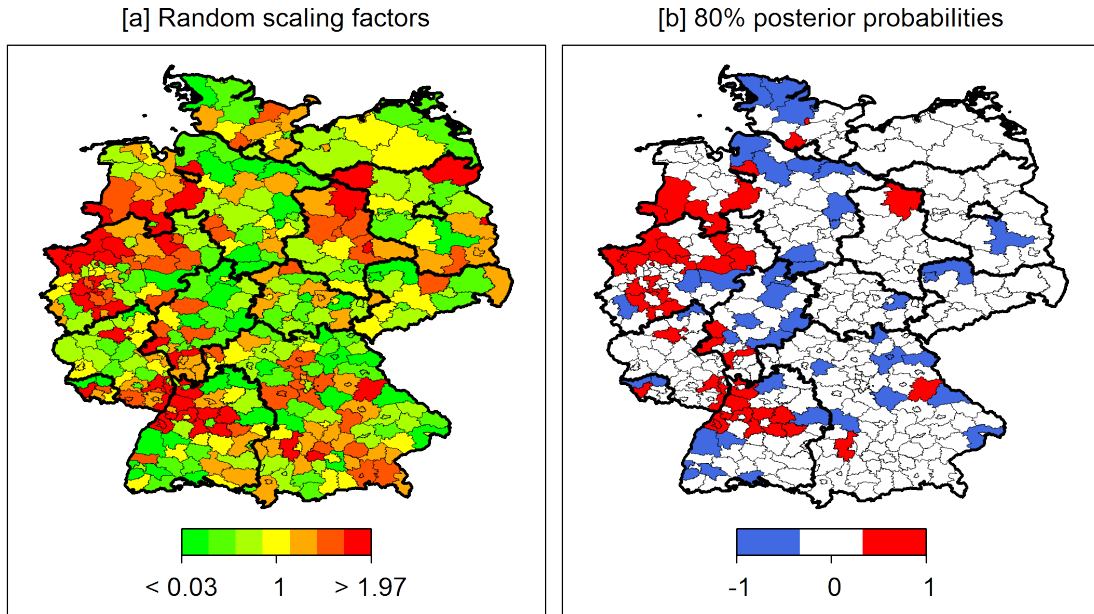 [a] Random scaling factors
[b] 80% posterior probabilities
< 0.03 1 > 1.97
-1 0 1